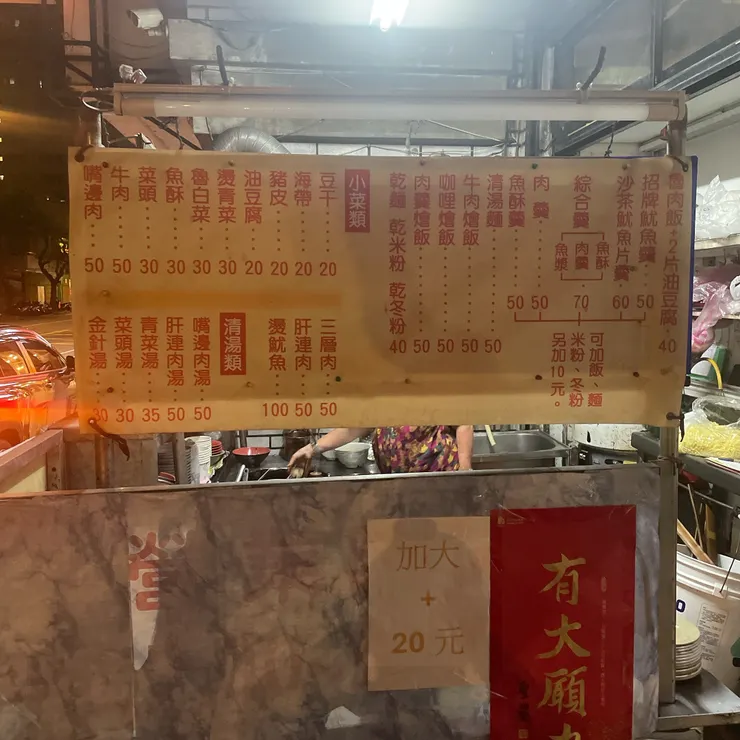 魯肉飯+2片油豆腐 40
招牌魷魚羹 50
沙茶魷魚片羹 60
綜合羹 魚酥 肉羹 魚漿 70
肉羹 50
魚酥羹 50
可加飯、麵
米粉、冬粉
另加10元。
清湯麵 50
牛肉燴飯 50
咖哩燴飯 50
肉羹燴飯 50
乾麵 乾米粉 乾冬粉 40
小菜類
豆干 20
海帶 20
豬皮 20
油豆腐 20
燙青菜 30
魯白菜 30
魚酥 30
菜頭 30
牛肉 50
嘴邊肉 50
三層肉 50
肝連肉 50
燙魷魚 100
清湯類
嘴邊肉湯 50
肝連肉湯 50
青菜湯 35
菜頭湯 30
金針湯 30
加大
+
20 元
有大願